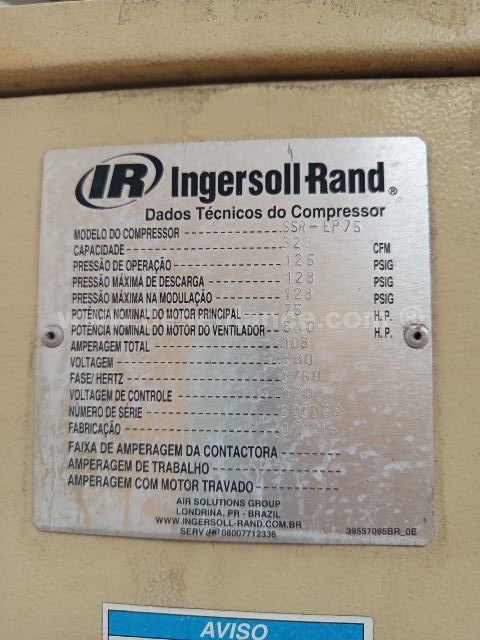 IR Ingersoll-Rand®
Dados Técnicos do Compressor
MODELO DO COMPRESSOR SSR-EP75
CAPACIDADE CFM
PRESSÃO DE OPERAÇÃO 125 PSIG
PRESSÃO MÁXIMA DE DESCARGA 128 PSIG
PRESSÃO MÁXIMA NA MODULAÇÃO 128 PSIG
POTÊNCIA NOMINAL DO MOTOR PRINCIPAL 75 H.P.
POTÊNCIA NOMINAL DO MOTOR DO VENTILADOR H.P.
AMPERAGEM TOTAL 108
VOLTAGEM
FASE/HERTZ 3/60
VOLTAGEM DE CONTROLE
NÚMERO DE SÉRIE
FABRICAÇÃO
FAIXA DE AMPERAGEM DA CONTACTORA
AMPERAGEM DE TRABALHO
AMPERAGEM COM MOTOR TRAVADO
AIR SOLUTIONS GROUP
LONDRINA, PR - BRAZIL
WWW.INGERSOLL-RAND.COM.BR
SERV IR 08007712336
39557095BR_0E
AVISO